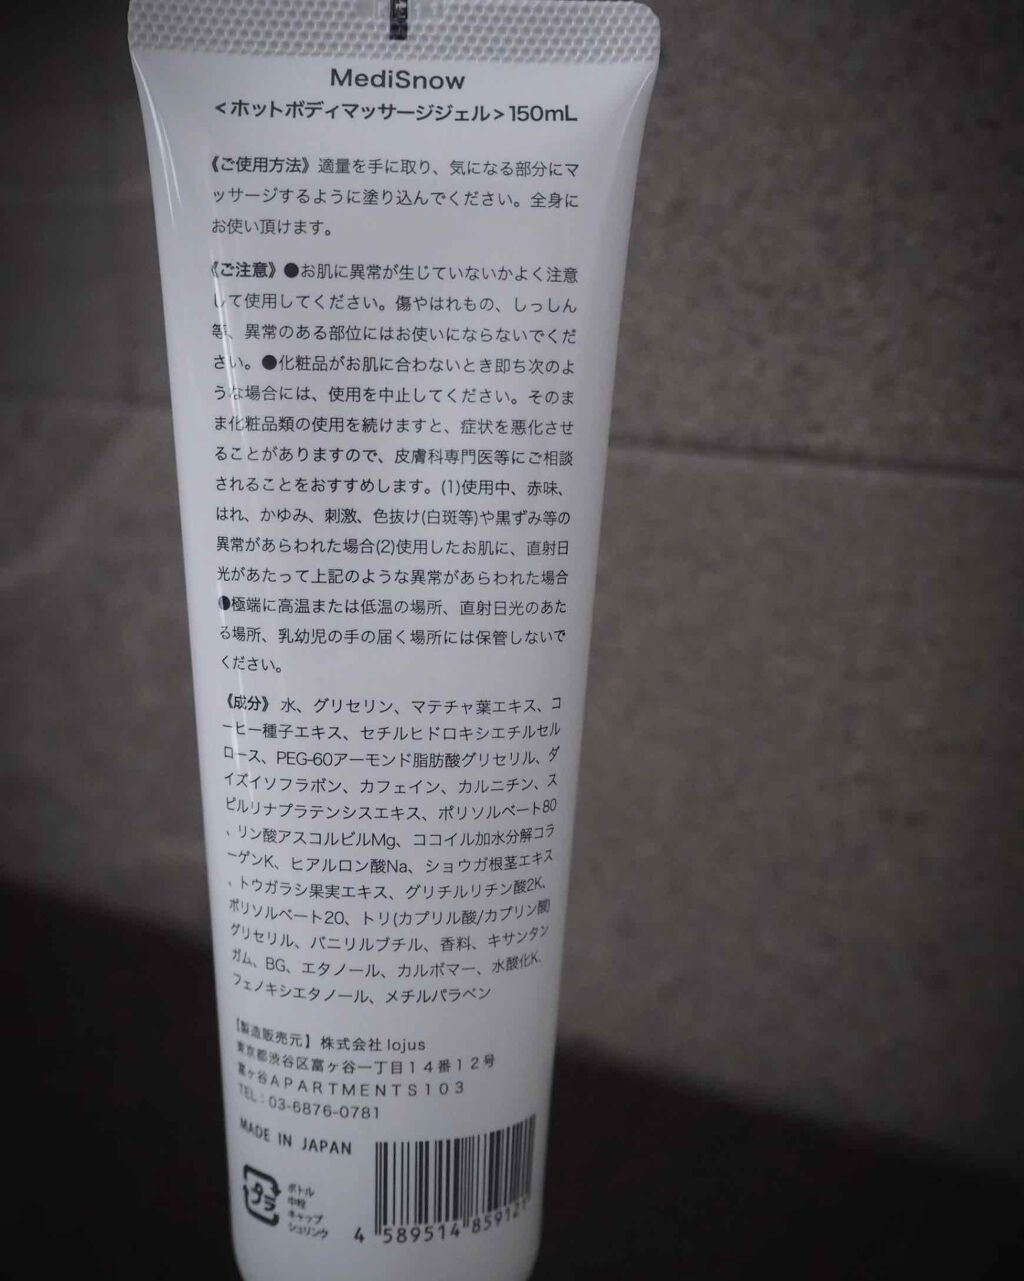 MediSnow
<ホットボディマッサージジェル>150mL
《ご使用方法》適量を手に取り、気になる部分にマ
ッサージするように塗り込んでください。全身に
お使い頂けます。
《ご注意》●お肌に異常が生じていないかよく注意
して使用してください。傷やはれもの、しっしん
等、異常のある部位にはお使いにならないでくだ
さい。●化粧品がお肌に合わないとき即ち次のよ
うな場合には、使用を中止してください。そのま
ま化粧品類の使用を続けますと、症状を悪化させ
ることがありますので、皮膚科専門医等にご相談
されることをおすすめします。(1)使用中、赤味、
はれ、かゆみ、刺激、色抜け(白斑等)や黒ずみ等の
異常があらわれた場合(2)使用したお肌に、直射日
光があたって上記のような異常があらわれた場合
●極端に高温または低温の場所、直射日光のあた
る場所、乳幼児の手の届く場所には保管しないで
ください。
《成分》水、グリセリン、マテチャ葉エキス、コ
ーヒー種子エキス、セチルヒドロキシエチルセル
ロース、PEG-60アーモンド脂肪酸グリセリル、ダ
イズイソフラボン、カフェイン、カルニチン、ス
ピルリナプラテンシスエキス、ポリソルベート80
、リン酸アスコルビルMg、ココイル加水分解コラ
ーゲンK、ヒアルロン酸Na、ショウガ根茎エキス
、トウガラシ果実エキス、グリチルリチン酸2K、
ポリソルベート20、トリ(カプリル酸/カプリン酸)
グリセリル、バニリルブチル、香料、キサンタン
ガム、BG、エタノール、カルボマー、水酸化K、
フェノキシエタノール、メチルパラベン
【製造販売元】株式会社lojus
東京都渋谷区富ヶ谷一丁目14番12号
富ヶ谷APARTMENTS103
TEL:03-6876-0781
MADE IN JAPAN
プラ
ボトル
中栓
キャップ
シュリンク
4 589514 859121